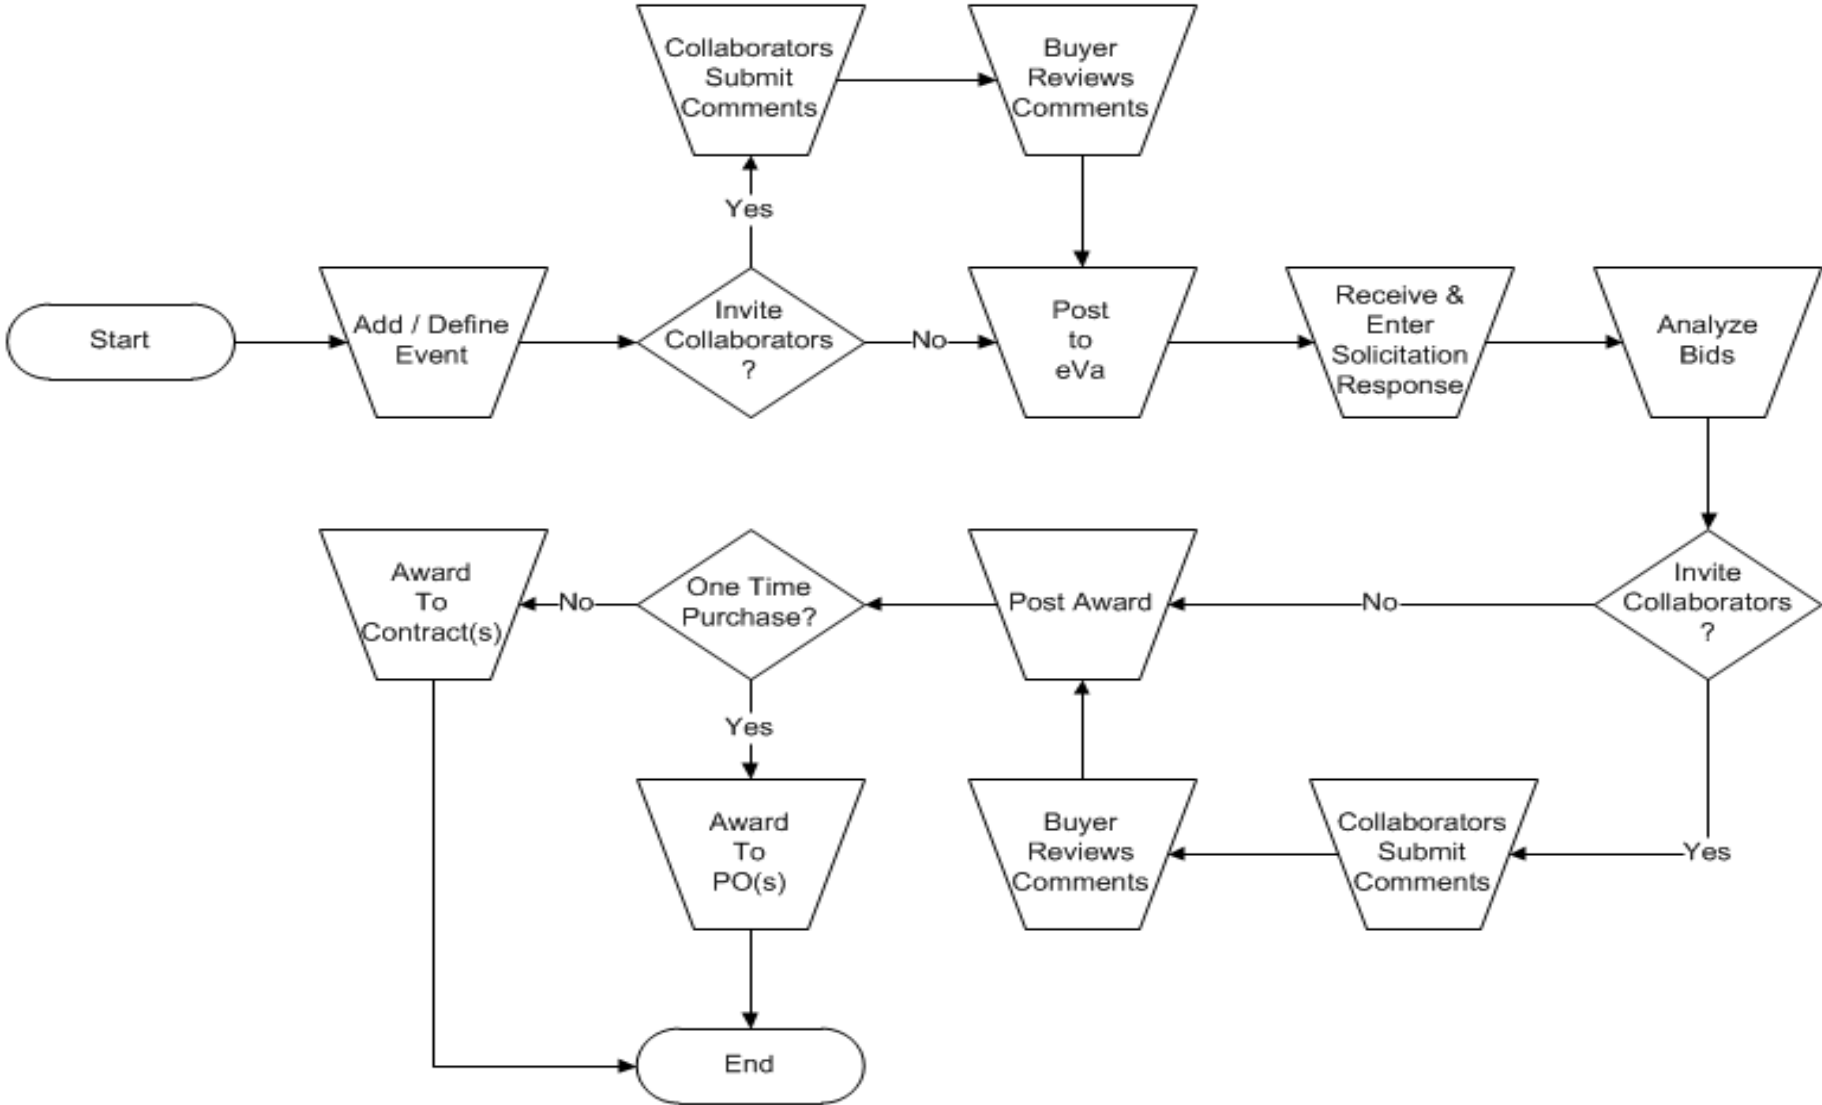 Collaborators
Submit
Comments
Buyer
Reviews
Comments
Yes
Start
Add / Define
Event
Invite
Collaborators
?
No
Post
to
eVa
Receive &
Enter
Solicitation
Response
Analyze
Bids
Award
To
Contract(s)
No
One Time
Purchase?
Post Award
No
Invite
Collaborators
?
Yes
Award
To
PO(s)
Buyer
Reviews
Comments
Collaborators
Submit
Comments
Yes
End